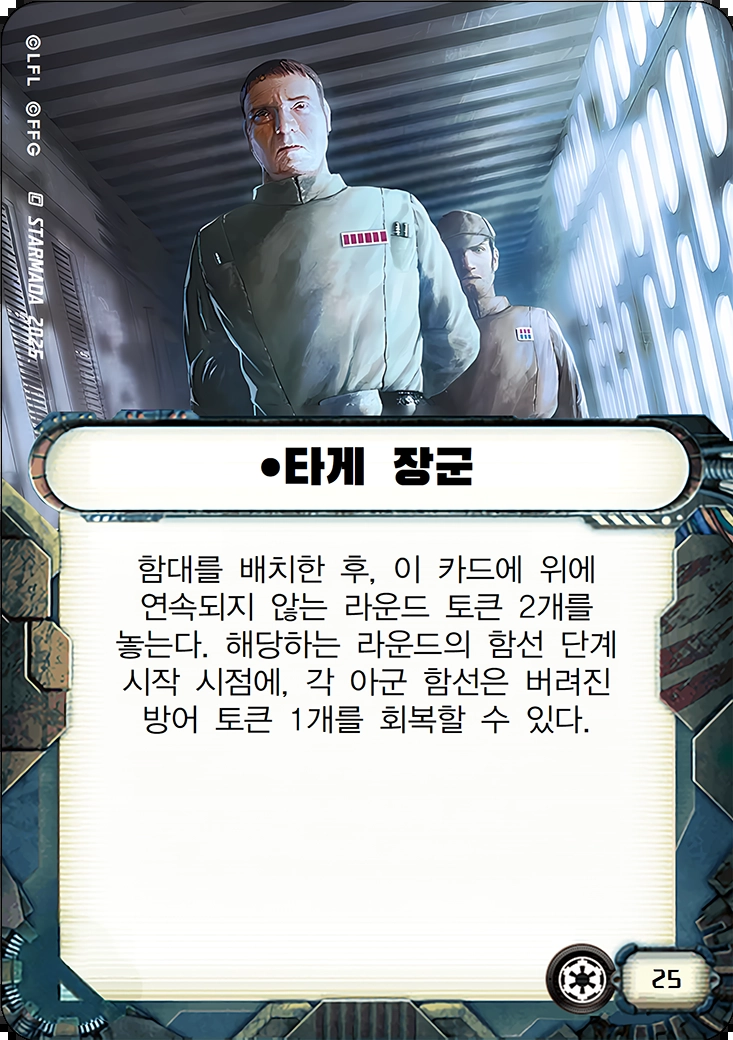 ©LFL ©FFG
STARMADA 2025.
•타게 장군
함대를 배치한 후, 이 카드에 위에
연속되지 않는 라운드 토큰 2개를
놓는다. 해당하는 라운드의 함선 단계
시작 시점에, 각 아군 함선은 버려진
방어 토큰 1개를 회복할 수 있다.
25